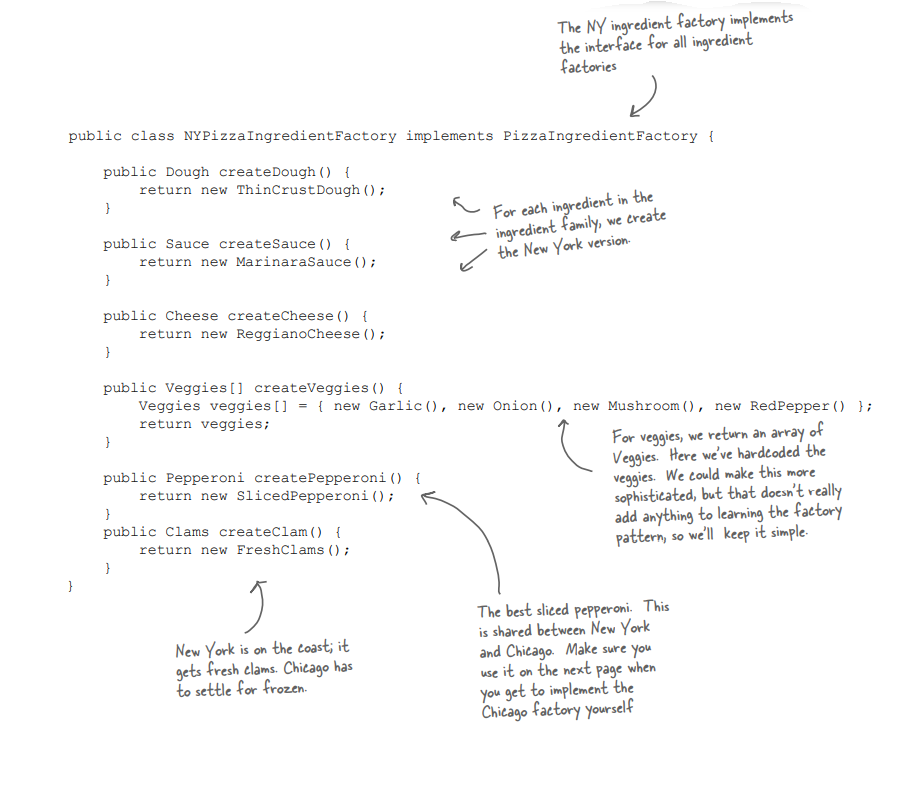 The NY ingredient factory implements
the interface for all ingredient
factories
public class NYPizzaIngredientFactory implements PizzaIngredientFactory {
public Dough createDough() {
return new ThinCrustDough();
}
For each ingredient in the
ingredient family, we create
the New York version.
public Sauce createSauce() {
return new MarinaraSauce();
}
public Cheese createCheese() {
return new ReggianoCheese();
}
public Veggies[] createVeggies() {
Veggies veggies[] = { new Garlic(), new Onion(), new Mushroom(), new RedPepper() };
return veggies;
}
For veggies, we return an array of
Veggies. Here we've hardcoded the
veggies. We could make this more
sophisticated, but that doesn't really
add anything to learning the factory
pattern, so we'll keep it simple.
public Pepperoni createPepperoni() {
return new SlicedPepperoni();
}
public Clams createClam() {
return new FreshClams();
}
}
The best sliced pepperoni. This
is shared between New York
and Chicago. Make sure you
use it on the next page when
you get to implement the
Chicago factory yourself
New York is on the coast; it
gets fresh clams. Chicago has
to settle for frozen.